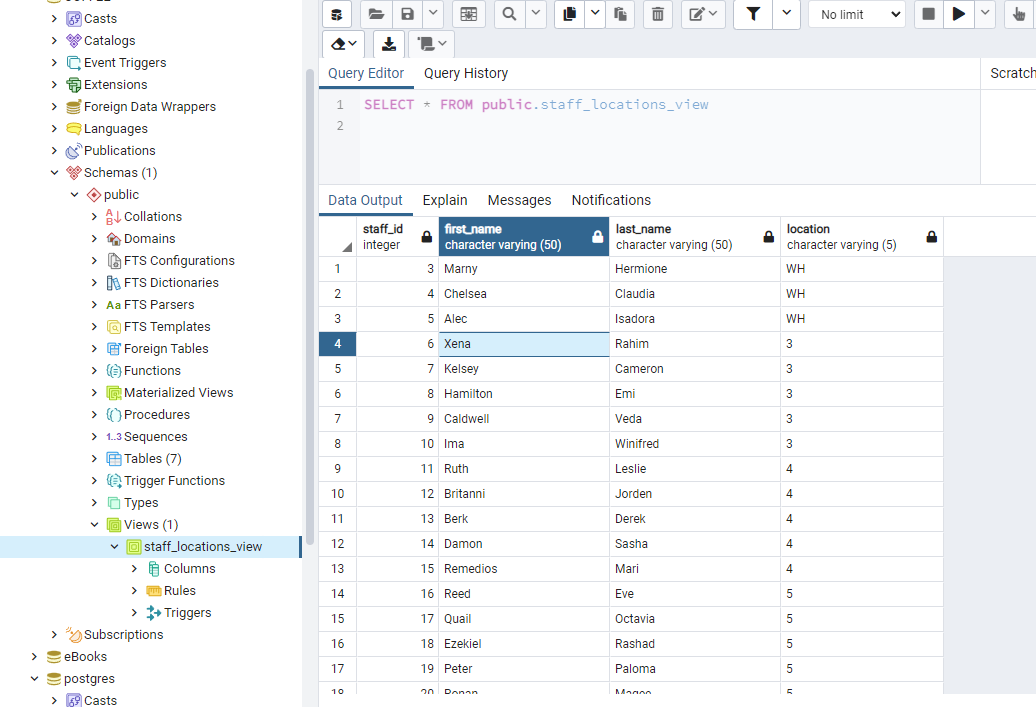 Casts
Catalogs
Event Triggers
Extensions
Foreign Data Wrappers
Languages
Publications
Schemas (1)
public
Collations
Domains
FTS Configurations
FTS Dictionaries
Aa FTS Parsers
FTS Templates
Foreign Tables
Functions
Materialized Views
Procedures
1..3 Sequences
Tables (7)
Trigger Functions
Types
Views (1)
staff_locations_view
Columns
Rules
Triggers
Subscriptions
eBooks
postgres
Casts
No limit
Query Editor Query History
Scratch
1 SELECT * FROM public.staff_locations_view
2
Data Output Explain Messages Notifications
staff_id first_name last_name location
integer character varying (50) character varying (50) character varying (5)
1 3 Marny Hermione WH
2 4 Chelsea Claudia WH
3 5 Alec Isadora WH
4 6 Xena Rahim 3
5 7 Kelsey Cameron 3
6 8 Hamilton Emi 3
7 9 Caldwell Veda 3
8 10 Ima Winifred 3
9 11 Ruth Leslie 4
10 12 Britanni Jorden 4
11 13 Berk Derek 4
12 14 Damon Sasha 4
13 15 Remedios Mari 4
14 16 Reed Eve 5
15 17 Quail Octavia 5
16 18 Ezekiel Rashad 5
17 19 Peter Paloma 5
18 20 Ronan Magee 5